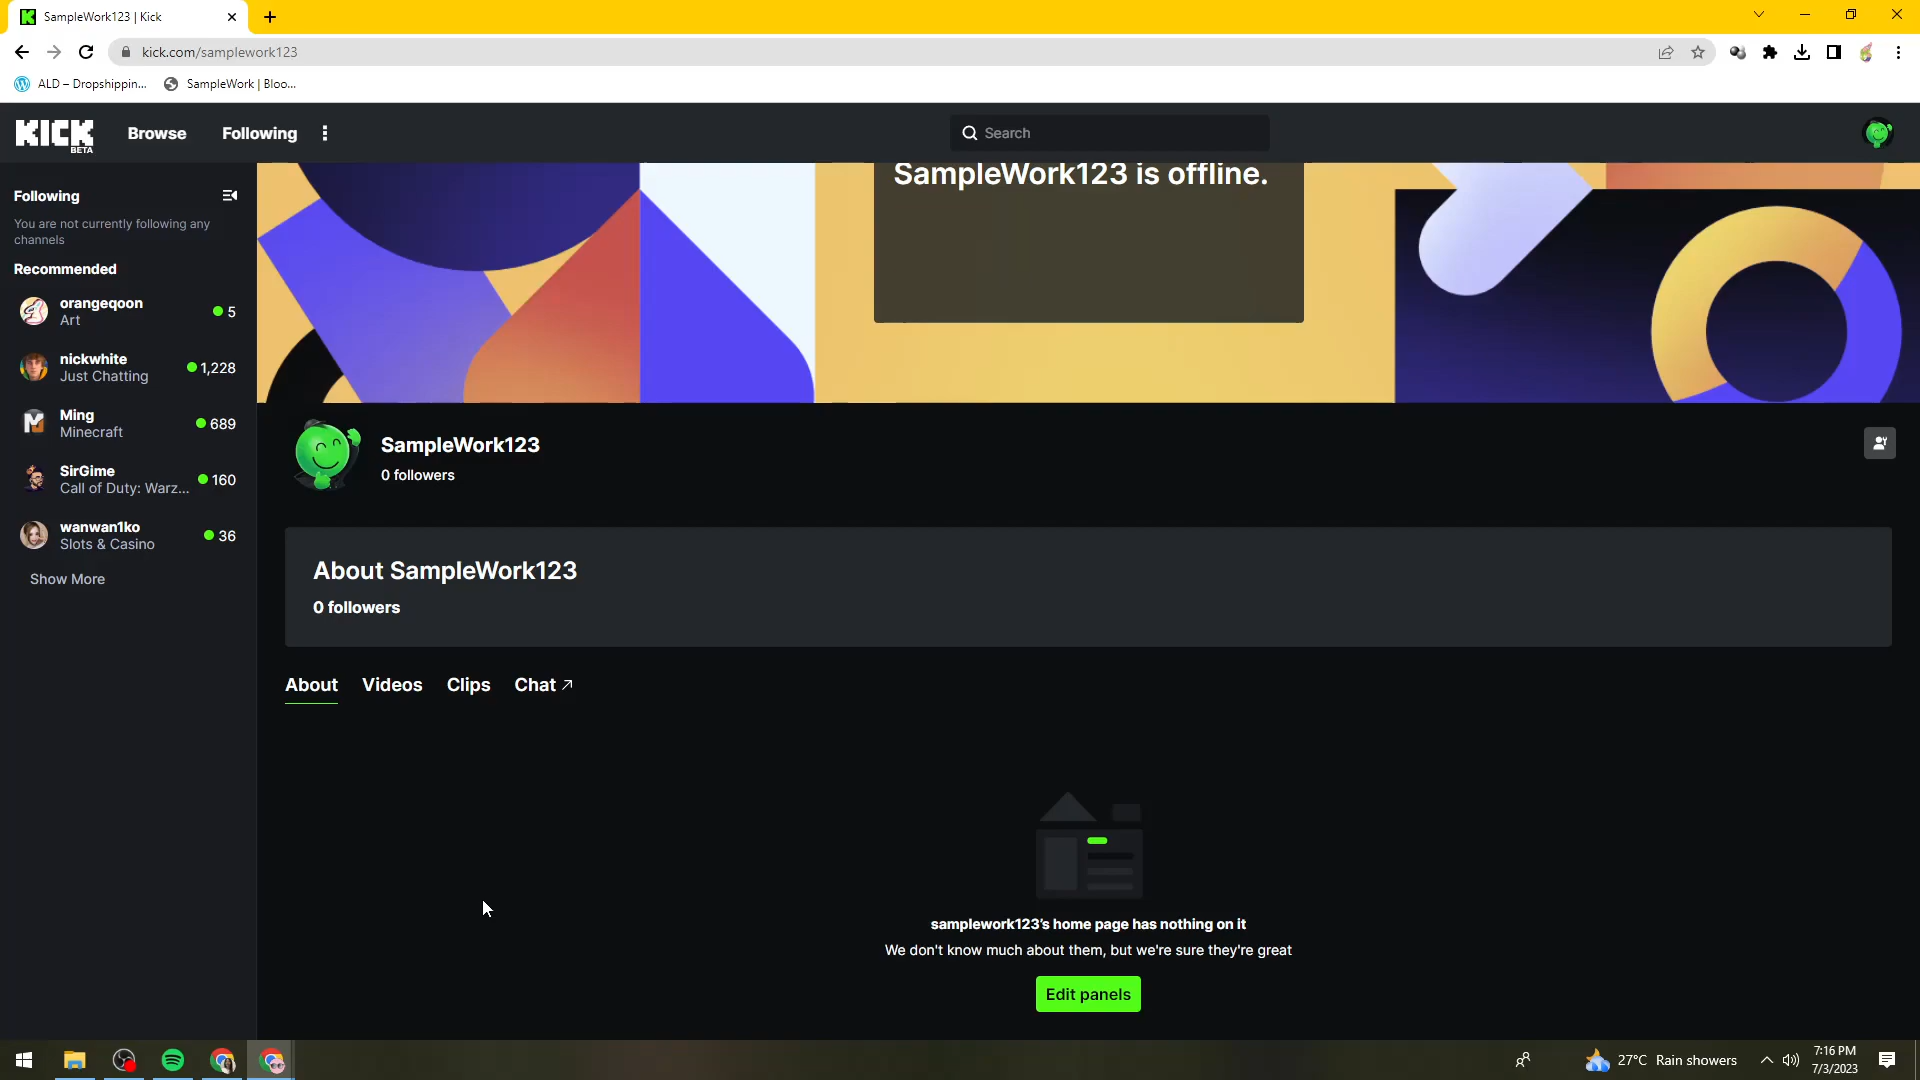 SampleWork123 | Kick
kick.com/samplework123
ALD – Dropshippin...
SampleWork | Bloo...
KICK
BETA
Browse
Following
Search
Following
You are not currently following any
channels
Recommended
orangeqoon
Art
5
nickwhite
Just Chatting
1,228
Ming
Minecraft
689
SirGime
Call of Duty: Warz...
160
wanwan1ko
Slots & Casino
36
Show More
SampleWork123 is offline.
SampleWork123
0 followers
About SampleWork123
0 followers
About
Videos
Clips
Chat
samplework123's home page has nothing on it
We don't know much about them, but we're sure they're great
Edit panels
27°C Rain showers
7:16 PM
7/3/2023